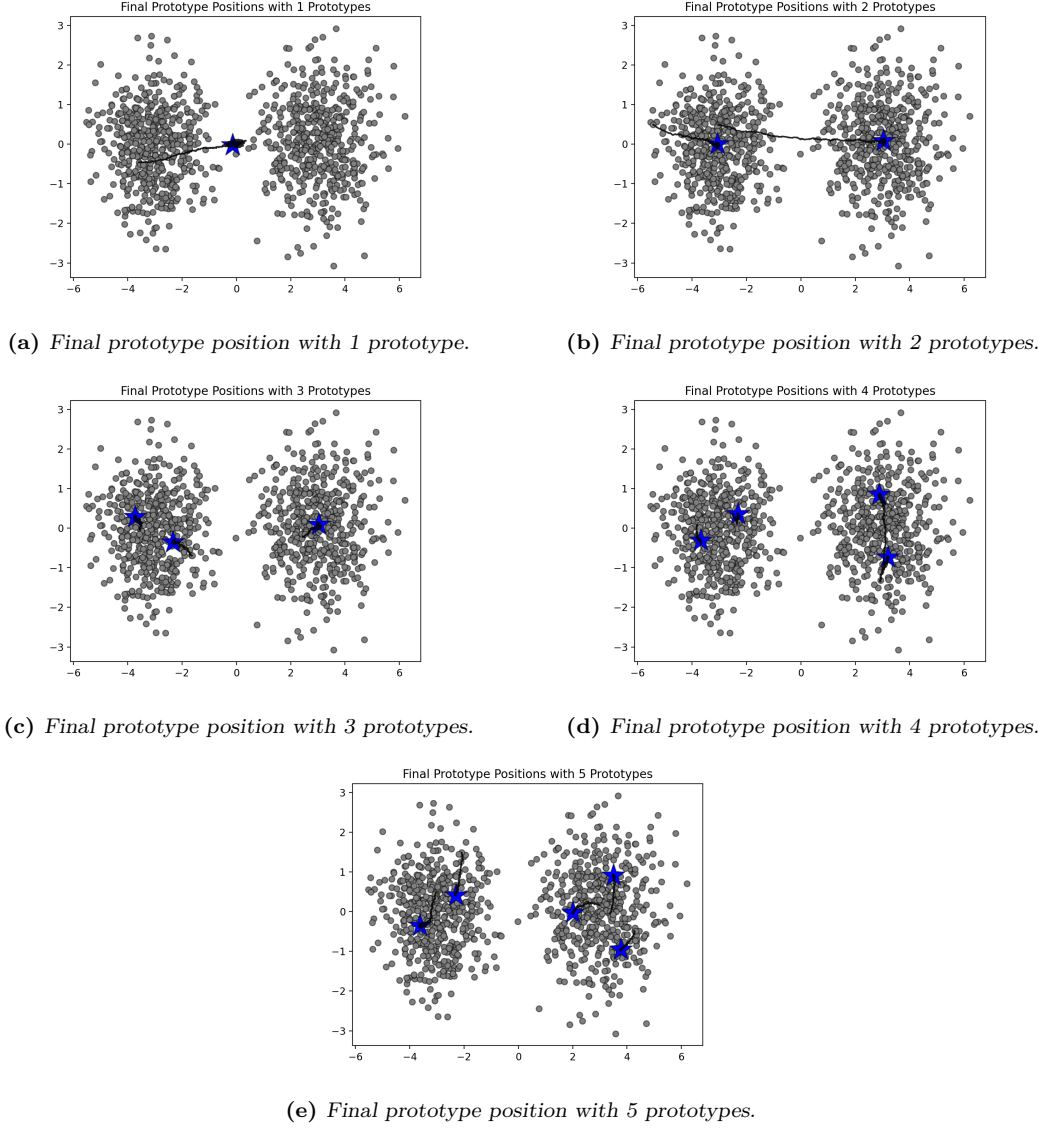 Final Prototype Positions with 1 Prototypes
3
2
1
0
−1
−2
−3
−6 −4 −2 0 2 4 6
(a) Final prototype position with 1 prototype.
Final Prototype Positions with 2 Prototypes
3
2
1
0
−1
−2
−3
−6 −4 −2 0 2 4 6
(b) Final prototype position with 2 prototypes.
Final Prototype Positions with 3 Prototypes
3
2
1
0
−1
−2
−3
−6 −4 −2 0 2 4 6
(c) Final prototype position with 3 prototypes.
Final Prototype Positions with 4 Prototypes
3
2
1
0
−1
−2
−3
−6 −4 −2 0 2 4 6
(d) Final prototype position with 4 prototypes.
Final Prototype Positions with 5 Prototypes
3
2
1
0
−1
−2
−3
−6 −4 −2 0 2 4 6
(e) Final prototype position with 5 prototypes.